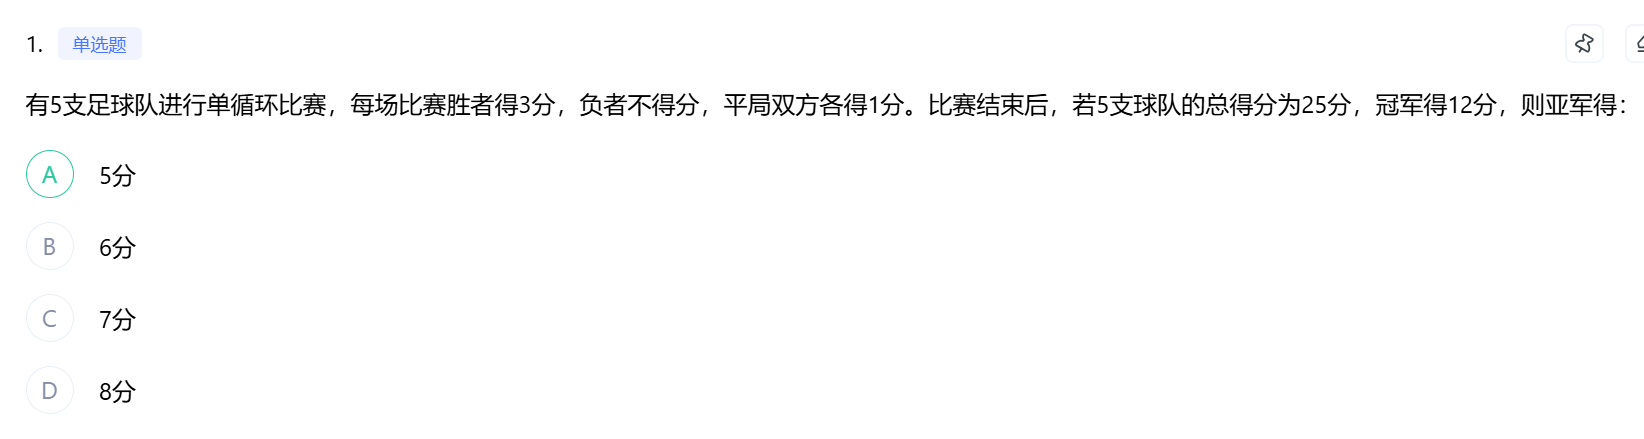 1. 单选题
有5支足球队进行单循环比赛，每场比赛胜者得3分，负者不得分，平局双方各得1分。比赛结束后，若5支球队的总得分为25分，冠军得12分，则亚军得：
A 5分
B 6分
C 7分
D 8分